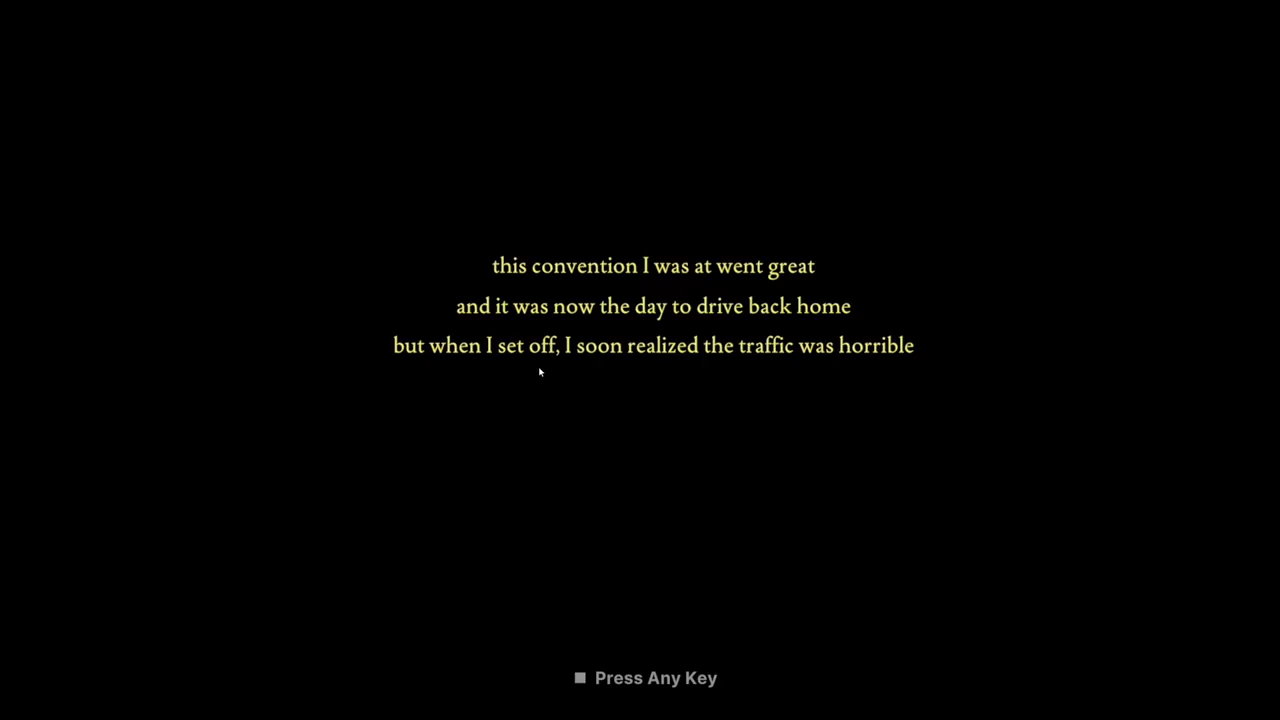 this convention I was at went great
and it was now the day to drive back home
but when I set off, I soon realized the traffic was horrible
Press Any Key